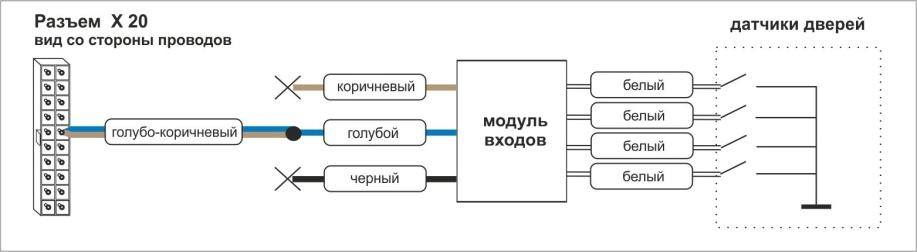 Разъем X 20
вид со стороны проводов
датчики дверей
коричневый
голубо-коричневый
голубой
черный
модуль
входов
белый
белый
белый
белый